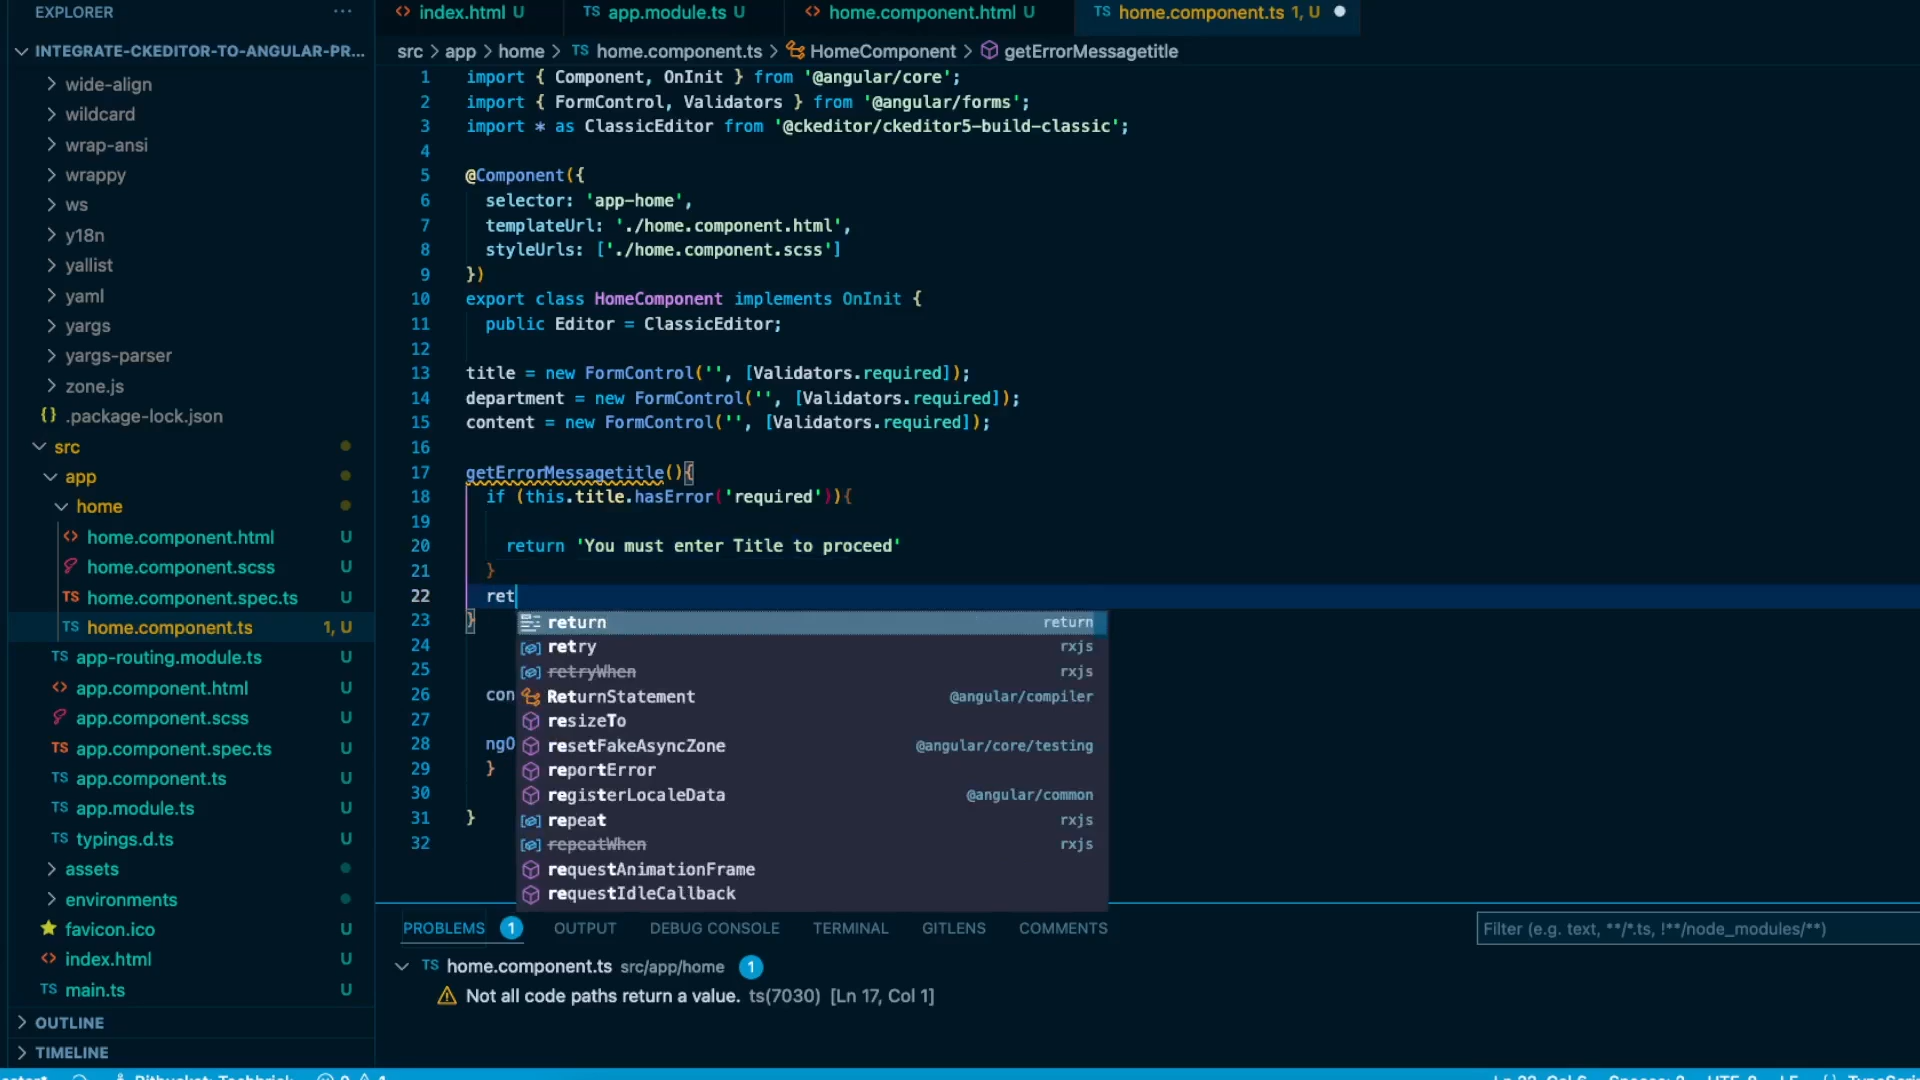 EXPLORER
INTEGRATE-CKEDITOR-TO-ANGULAR-PR...
wide-align
wildcard
wrap-ansi
wrappy
ws
y18n
yallist
yaml
yargs
yargs-parser
zone.js
{} .package-lock.json
src
app
home
<> home.component.html U
home.component.scss U
TS home.component.spec.ts U
TS home.component.ts 1, U
TS app-routing.module.ts U
<> app.component.html U
app.component.scss U
TS app.component.spec.ts U
TS app.component.ts U
TS app.module.ts U
TS typings.d.ts U
assets
environments
favicon.ico U
<> index.html U
TS main.ts U
OUTLINE
TIMELINE
<> index.html U TS app.module.ts U <> home.component.html U TS home.component.ts 1, U
src > app > home > TS home.component.ts > HomeComponent > getErrorMessagetitle
1 import { Component, OnInit } from '@angular/core';
2 import { FormControl, Validators } from '@angular/forms';
3 import * as ClassicEditor from '@ckeditor/ckeditor5-build-classic';
4
5 @Component({
6 selector: 'app-home',
7 templateUrl: './home.component.html',
8 styleUrls: ['./home.component.scss']
9 })
10 export class HomeComponent implements OnInit {
11 public Editor = ClassicEditor;
12
13 title = new FormControl('', [Validators.required]);
14 department = new FormControl('', [Validators.required]);
15 content = new FormControl('', [Validators.required]);
16
17 getErrorMessagetitle(){
18 if (this.title.hasError('required')){
19
20 return 'You must enter Title to proceed'
21 }
22 ret
23 }
24
25
26 con
27
28 ngO
29 }
30
31 }
32
return return
retry rxjs
retryWhen rxjs
ReturnStatement @angular/compiler
resizeTo
resetFakeAsyncZone @angular/core/testing
reportError
registerLocaleData @angular/common
repeat rxjs
repeatWhen rxjs
requestAnimationFrame
requestIdleCallback
PROBLEMS 1 OUTPUT DEBUG CONSOLE TERMINAL GITLENS COMMENTS
Filter (e.g. text, **/*.ts, !**/node_modules/**)
TS home.component.ts src/app/home 1
Not all code paths return a value. ts(7030) [Ln 17, Col 1]